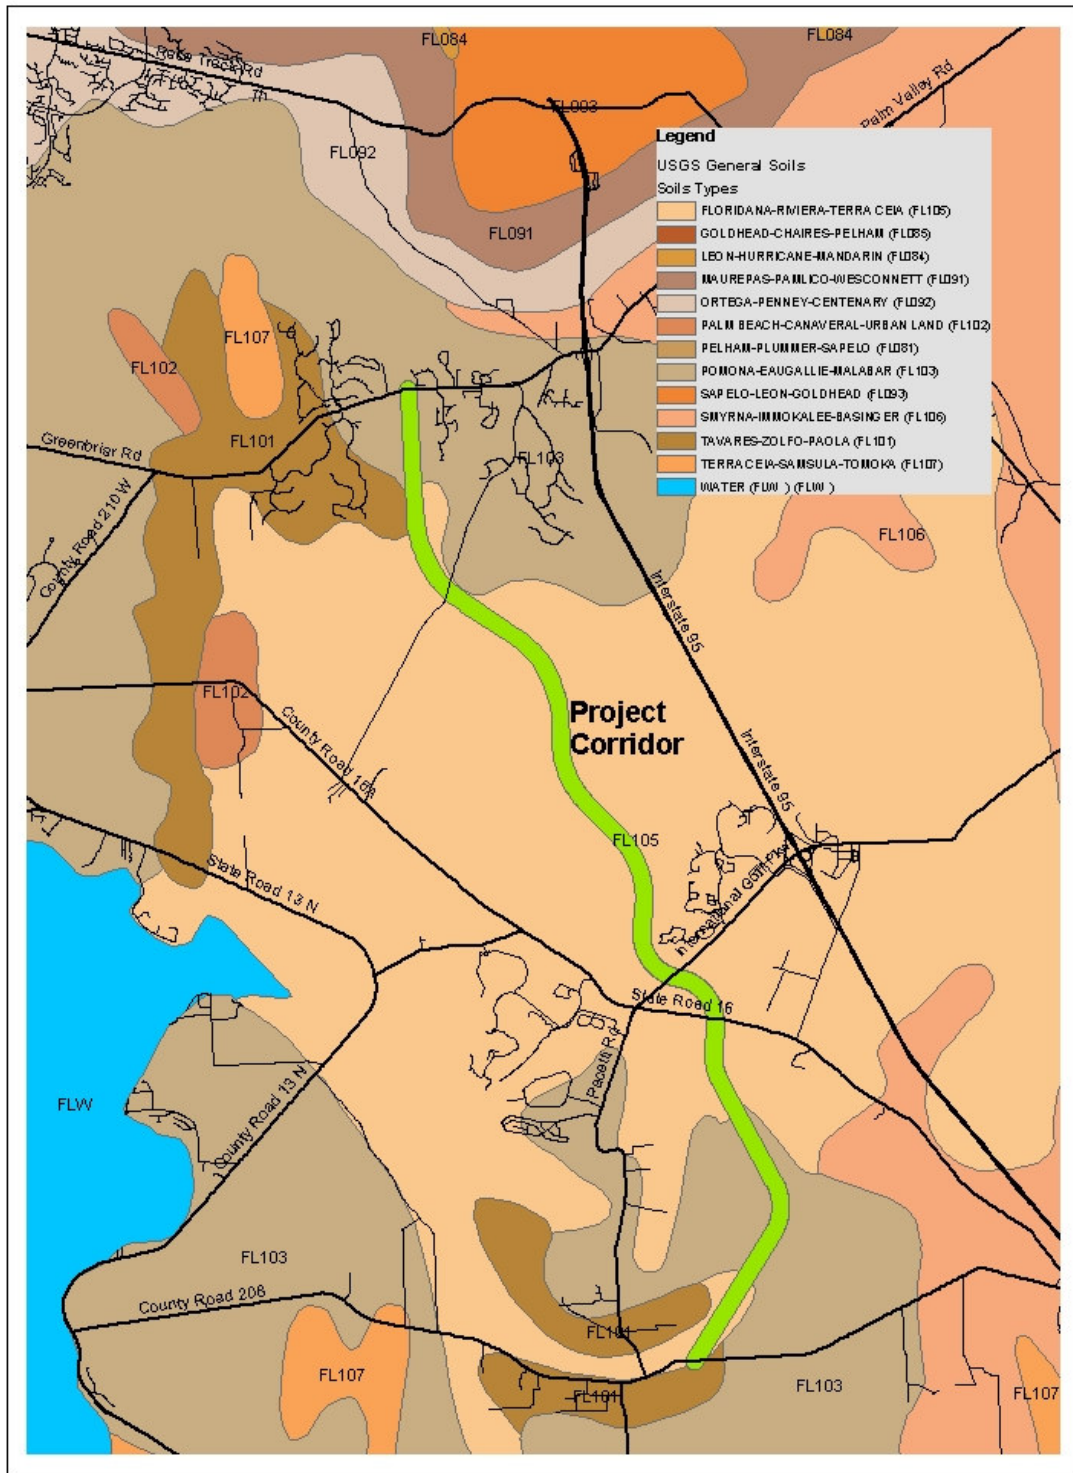 FL084
FL084
Race Track Rd
FL093
Palm Valley Rd
FL092
FL091
Legend
USGS General Soils
Soils Types
FLORIDANA-RIVIERA-TERRA CEIA (FL105)
GOLDHEAD-CHAIRES-PELHAM (FL085)
LEON-HURRICANE-MANDARIN (FL084)
MAUREPAS-PAMLICO-WESCONNETT (FL091)
ORTEGA-PENNEY-CENTENARY (FL092)
PALM BEACH-CANAVERAL-URBAN LAND (FL102)
PELHAM-PLUMMER-SAPELO (FL081)
POMONA-EAUGALLIE-MALABAR (FL103)
SAPELO-LEON-GOLDHEAD (FL093)
SMYRNA-IMMOKALEE-BASINGER (FL106)
TAVARES-ZOLFO-PAOLA (FL101)
TERRA CEIA-SAMSULA-TOMOKA (FL107)
WATER (FLW ) (FLW )
FL107
FL102
FL101
Greenbriar Rd
FL103
County Road 210 W
FL106
Interstate 95
FL102
County Road 16A
Project
Corridor
Interstate 95
FL105
State Road 13 N
International Golf Pkwy
State Road 16
Pacetti Rd
FLW
County Road 13 N
FL103
County Road 208
FL101
FL107
FL101
FL103
FL107